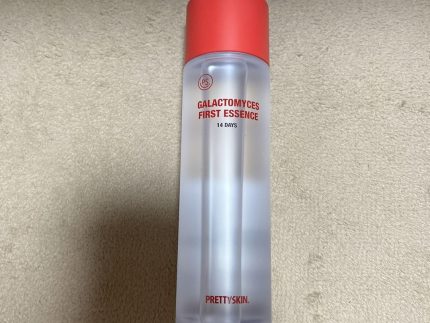 GALACTOMYCES
FIRST ESSENCE
14 DAYS
PRETTYSKIN.